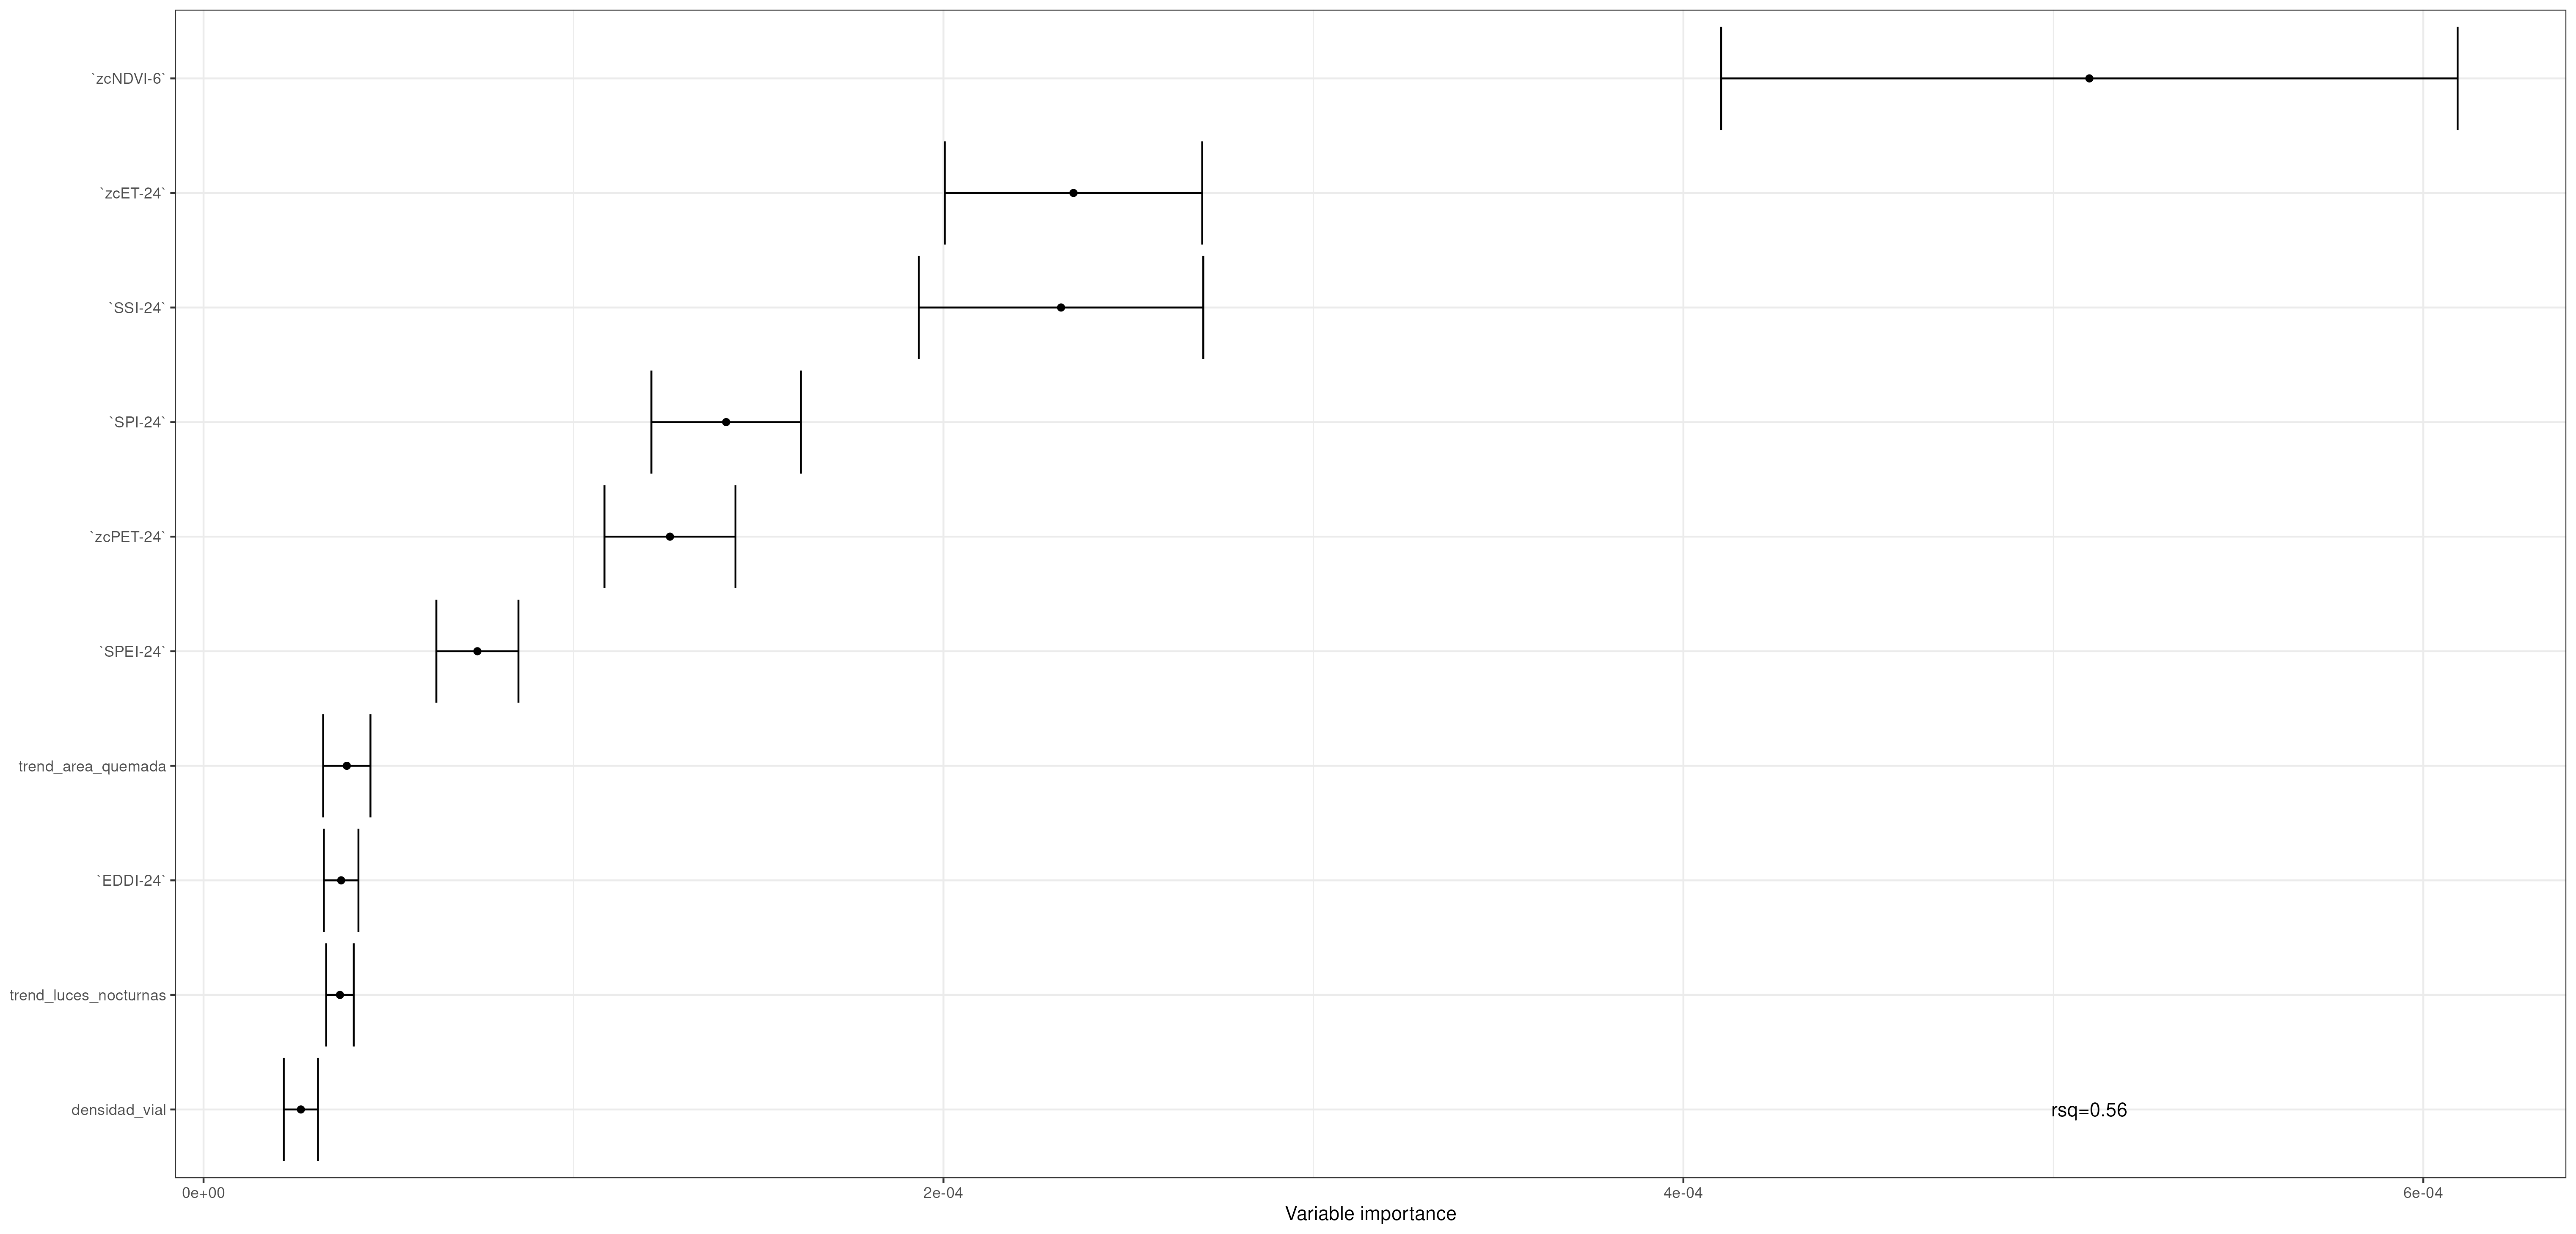 `zcNDVI-6`
`zcET-24`
`SSI-24`
`SPI-24`
`zcPET-24`
`SPEI-24`
trend_area_quemada
`EDDI-24`
trend_luces_nocturnas
densidad_vial
rsq=0.56
0e+00 2e-04 4e-04 6e-04
Variable importance